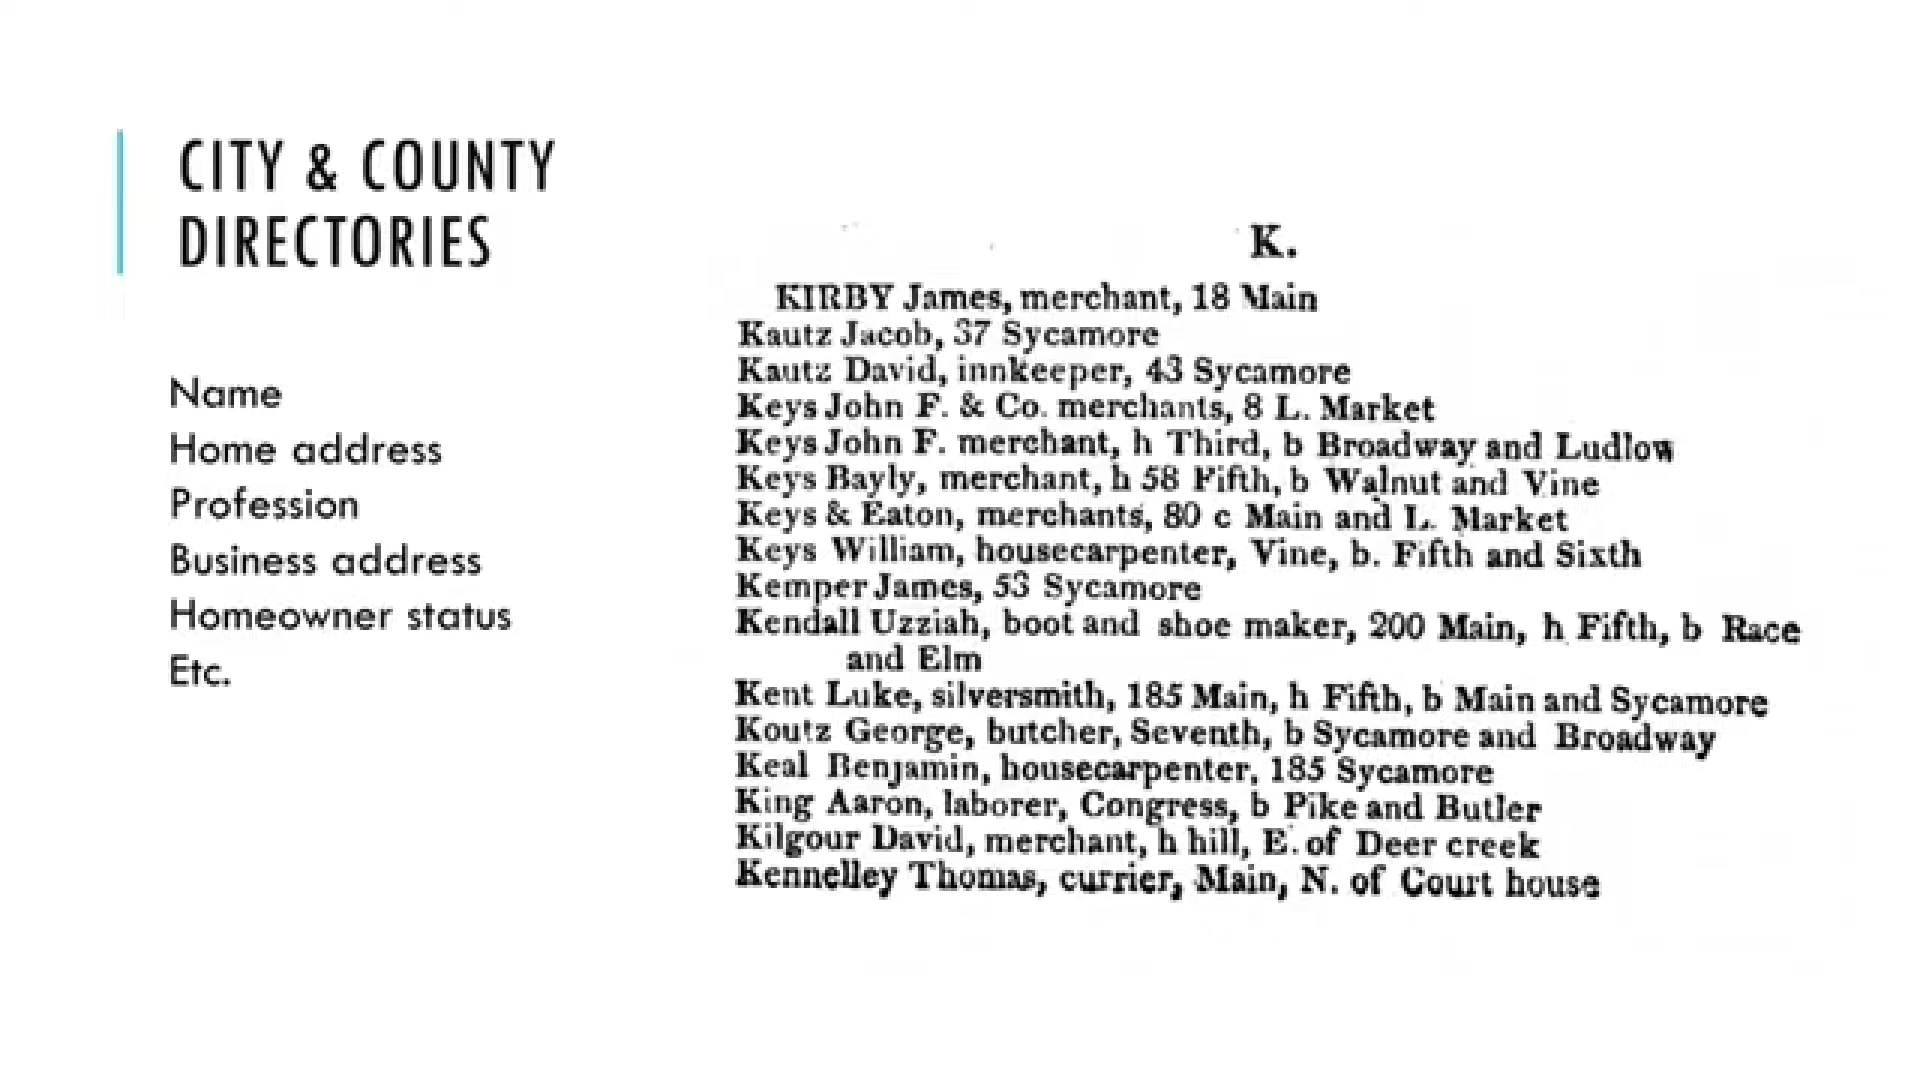 CITY & COUNTY
DIRECTORIES
Name
Home address
Profession
Business address
Homeowner status
Etc.
K.
KIRBY James, merchant, 18 Main
Kautz Jacob, 37 Sycamore
Kautz David, innkeeper, 43 Sycamore
Keys John F. & Co. merchants, 8 L. Market
Keys John F. merchant, h Third, b Broadway and Ludlow
Keys Bayly, merchant, h 58 Fifth, b Walnut and Vine
Keys & Eaton, merchants, 80 c Main and L. Market
Keys William, housecarpenter, Vine, b. Fifth and Sixth
Kemper James, 53 Sycamore
Kendall Uzziah, boot and shoe maker, 200 Main, h Fifth, b Race
and Elm
Kent Luke, silversmith, 185 Main, h Fifth, b Main and Sycamore
Koutz George, butcher, Seventh, b Sycamore and Broadway
Keal Benjamin, housecarpenter, 185 Sycamore
King Aaron, laborer, Congress, b Pike and Butler
Kilgour David, merchant, h hill, E. of Deer creek
Kennelley Thomas, currier, Main, N. of Court house